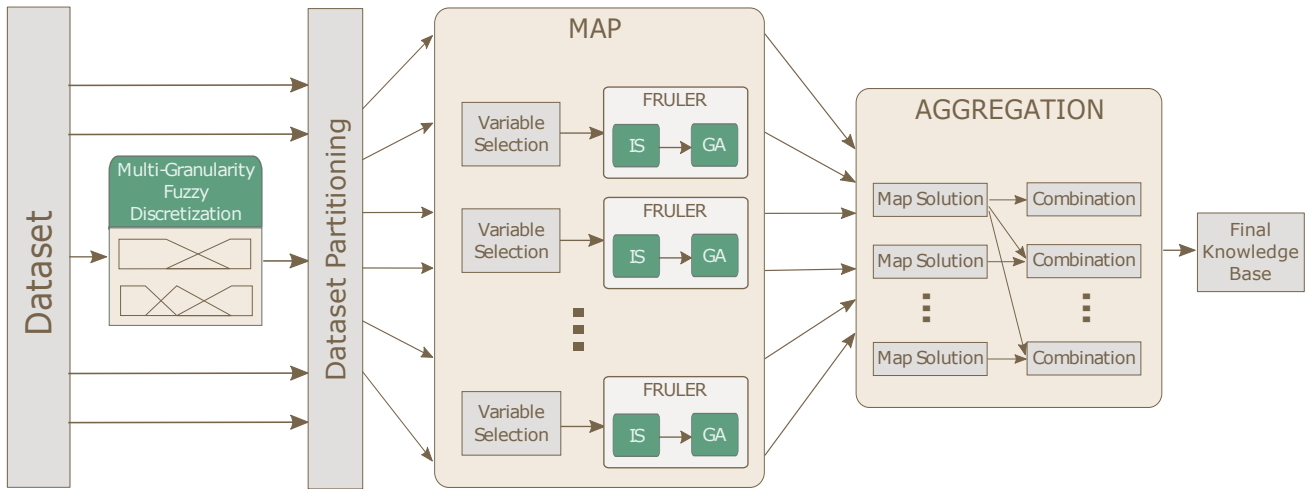 Dataset
Multi-Granularity
Fuzzy
Discretization
Dataset Partitioning
MAP
Variable
Selection
FRULER
IS
GA
Variable
Selection
FRULER
IS
GA
Variable
Selection
FRULER
IS
GA
AGGREGATION
Map Solution
Combination
Map Solution
Combination
Map Solution
Combination
Final
Knowledge
Base